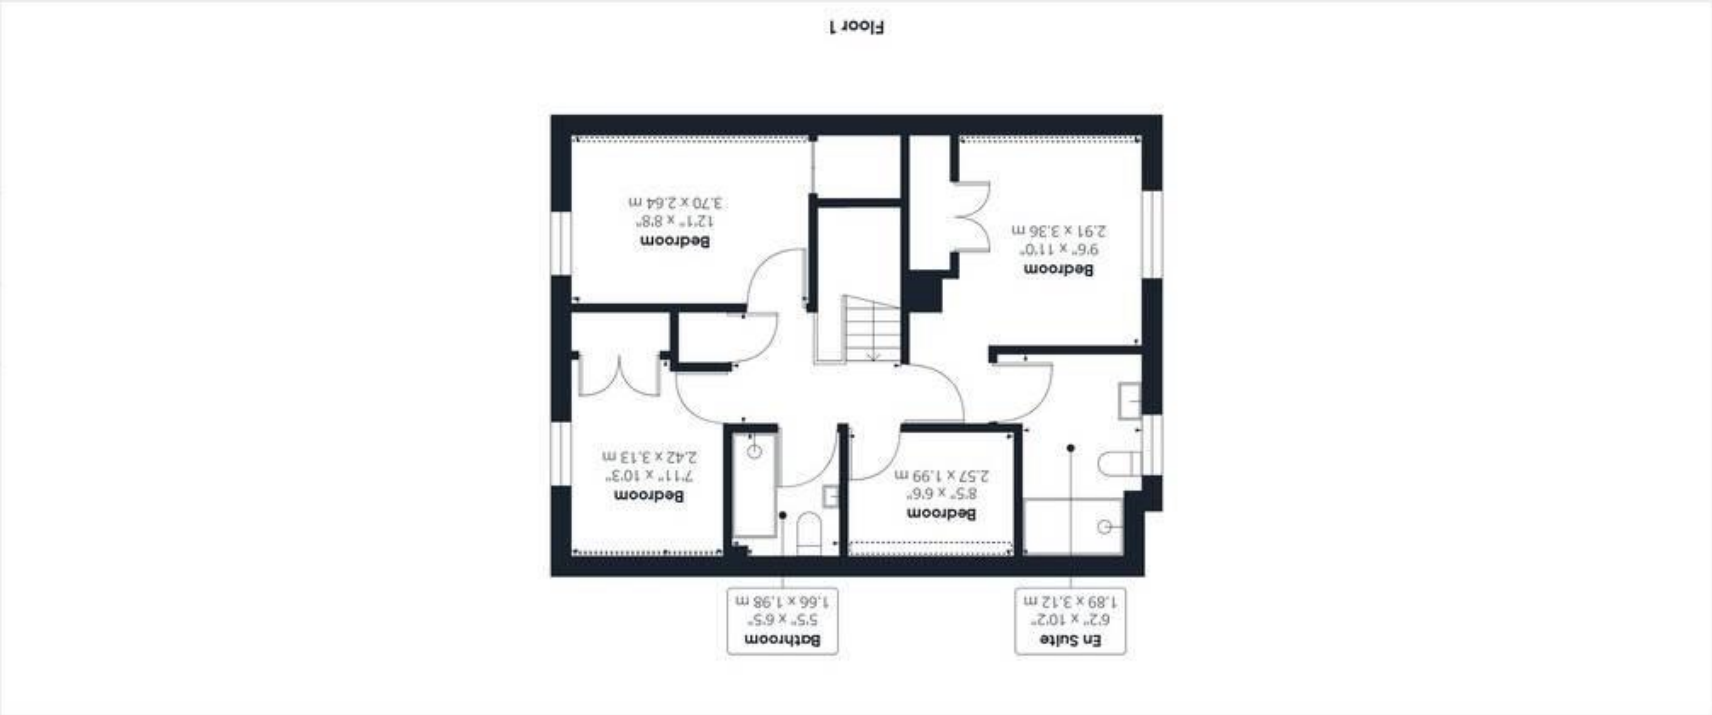 En Suite
6'2" x 10'2"
1.89 x 3.12 m
Bathroom
5'5" x 6'5"
1.66 x 1.98 m
Bedroom
8'5" x 6'6"
2.57 x 1.99 m
Bedroom
7'11" x 10'3"
2.42 x 3.13 m
Bedroom
9'6" x 11'0"
2.91 x 3.36 m
Bedroom
12'1" x 8'8"
3.70 x 2.64 m
Floor 1